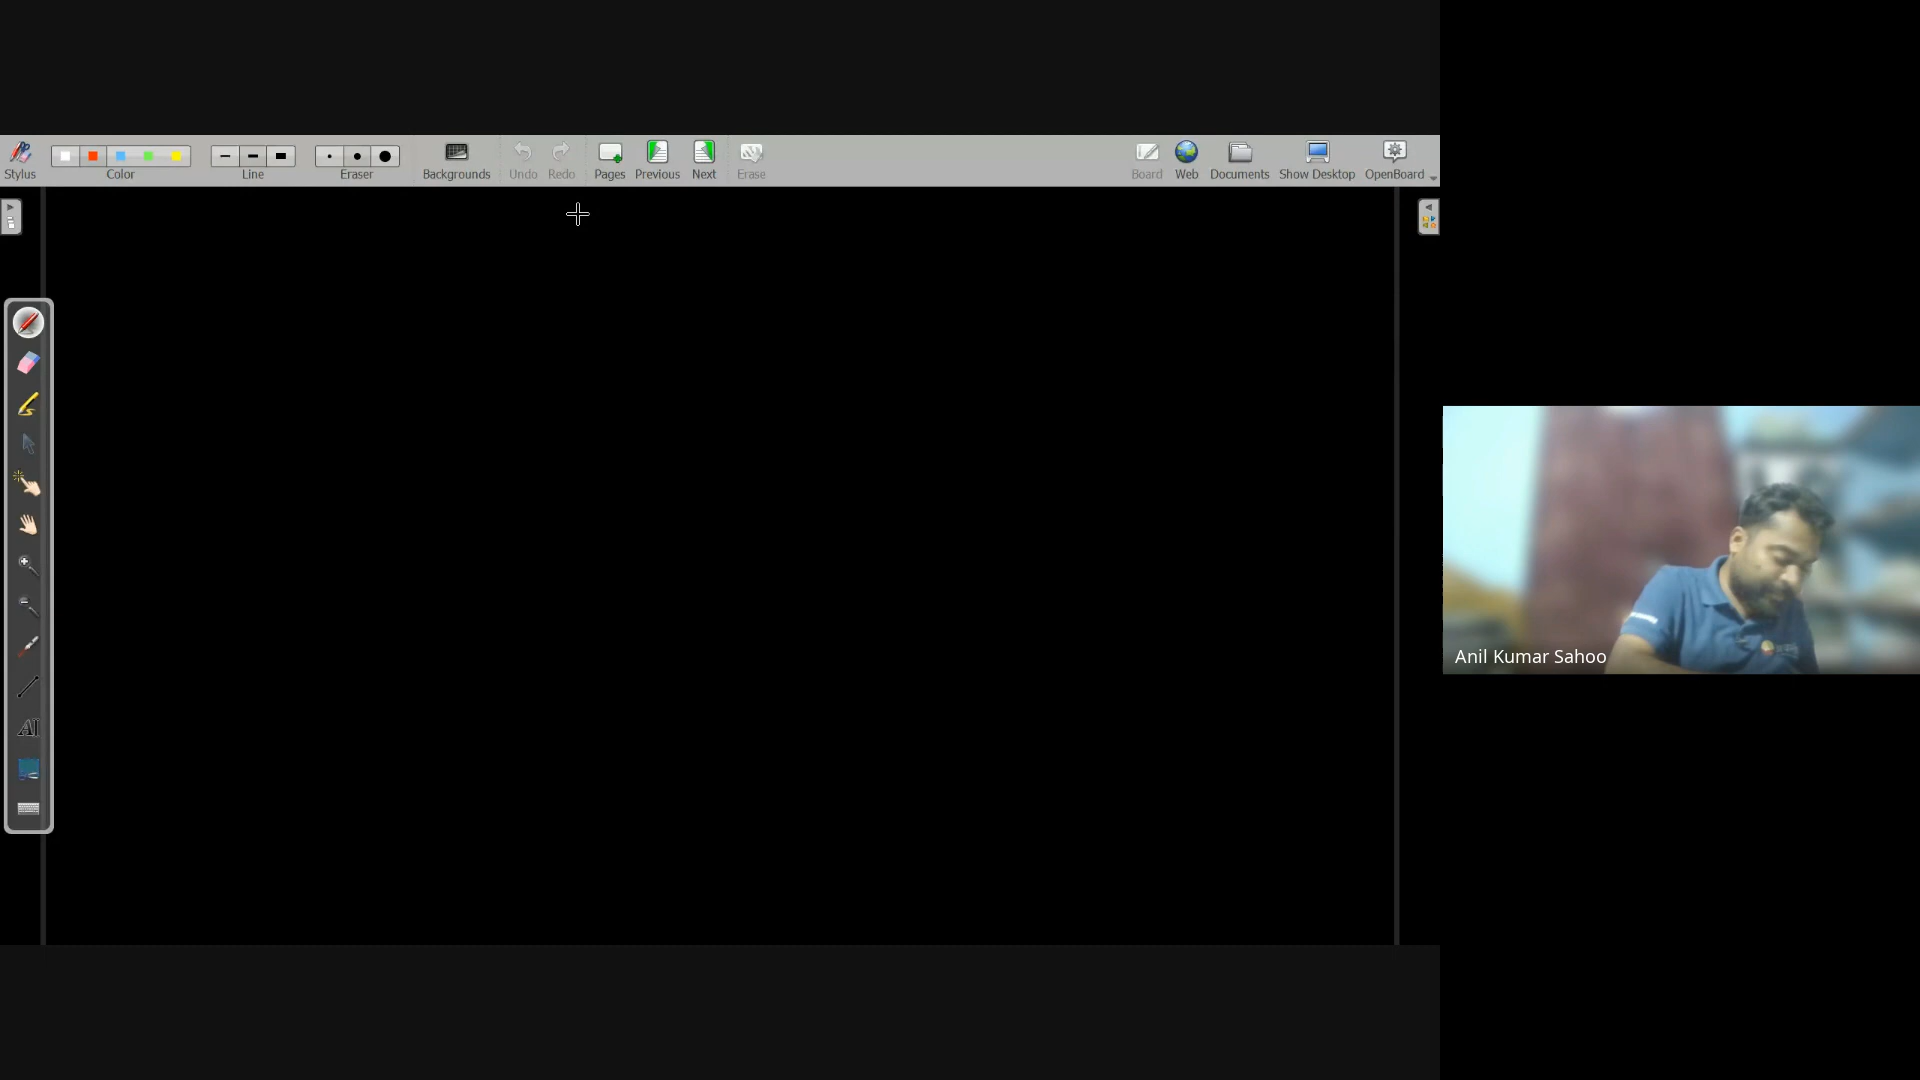 Stylus
Color
Line
Eraser
Backgrounds
Undo
Redo
Pages
Previous
Next
Erase
Board
Web
Documents
Show Desktop
OpenBoard
AI
Anil Kumar Sahoo